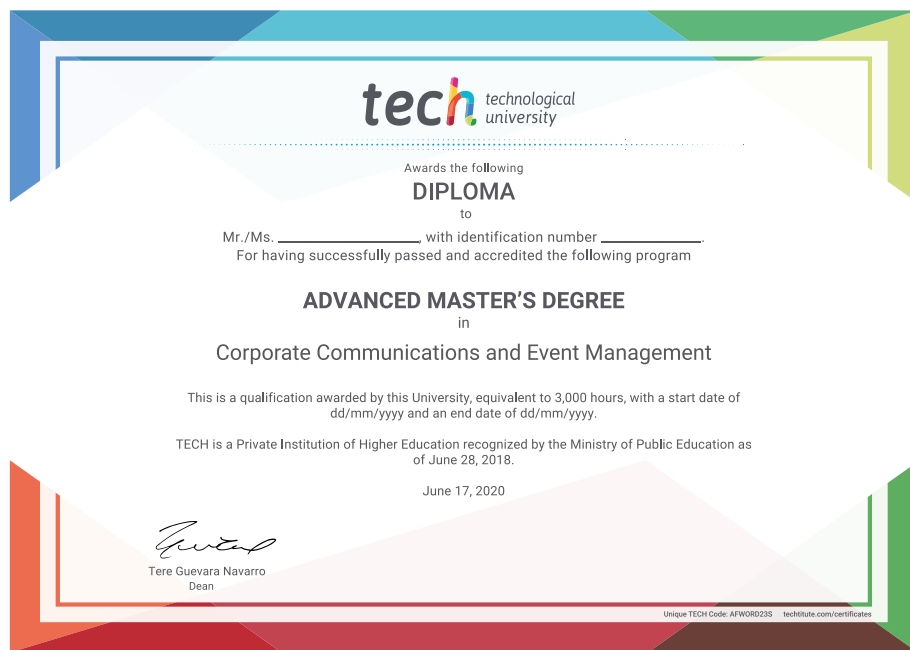 tech technological
university
Awards the following
DIPLOMA
to
Mr./Ms. ____________________, with identification number ______________.
For having successfully passed and accredited the following program
ADVANCED MASTER’S DEGREE
in
Corporate Communications and Event Management
This is a qualification awarded by this University, equivalent to 3,000 hours, with a start date of
dd/mm/yyyy and an end date of dd/mm/yyyy.
TECH is a Private Institution of Higher Education recognized by the Ministry of Public Education as
of June 28, 2018.
June 17, 2020
Tere Guevara Navarro
Dean
Unique TECH Code: AFWORD23S techtitute.com/certificates